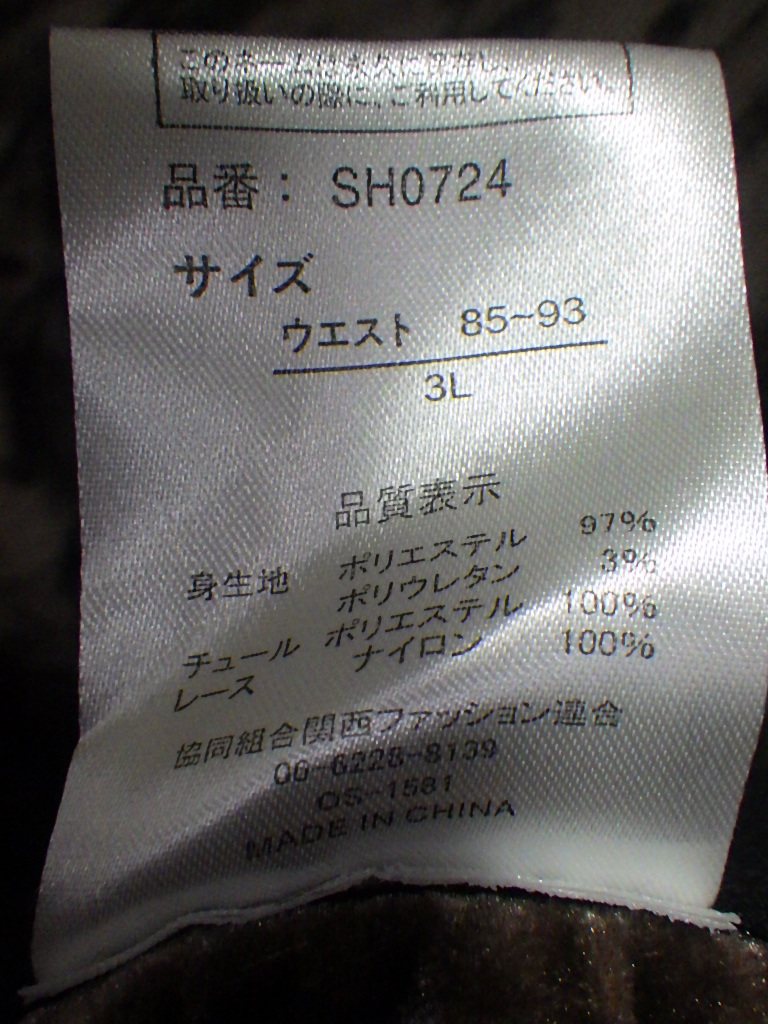 このネームは永久に保存し、
取り扱いの際に、ご利用してください。
品番： SH0724
サイズ
ウエスト 85~93
3L
品質表示
身生地 ポリエステル 97%
ポリウレタン 3%
チュール ポリエステル 100%
レース ナイロン 100%
協同組合関西ファッション連合
06-6228-8139
OS-1581
MADE IN CHINA